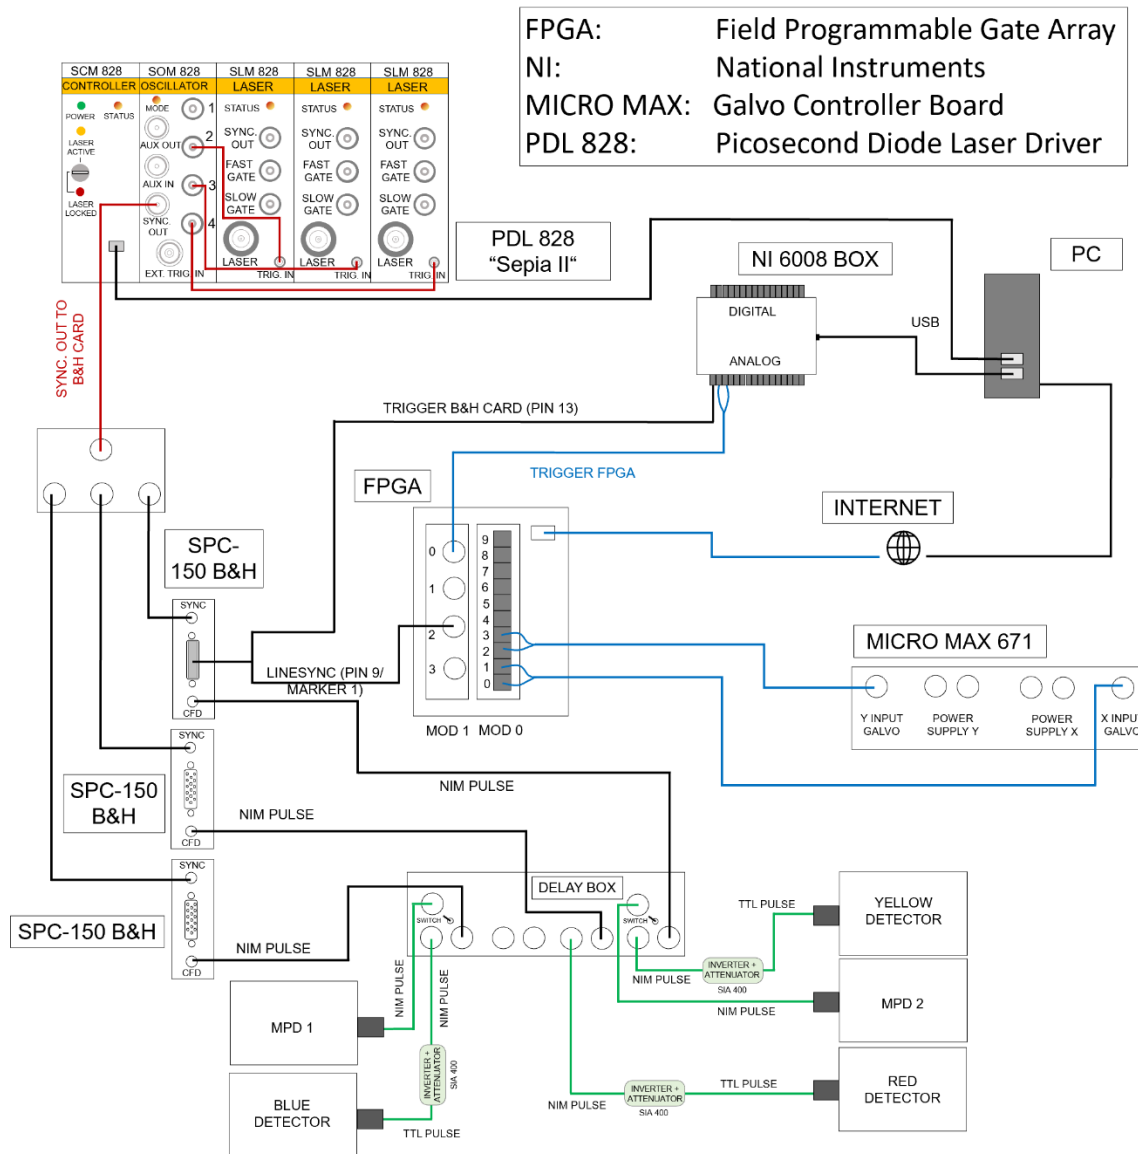 FPGA: Field Programmable Gate Array
NI: National Instruments
MICRO MAX: Galvo Controller Board
PDL 828: Picosecond Diode Laser Driver
SCM 828
SOM 828
SLM 828
SLM 828
SLM 828
CONTROLLER
OSCILLATOR
LASER
LASER
LASER
POWER
STATUS
LASER
ACTIVE
LASER
LOCKED
MODE
1
AUX OUT
2
AUX IN
3
SYNC.
OUT
4
EXT. TRIG. IN
STATUS
SYNC.
OUT
FAST
GATE
SLOW
GATE
LASER
TRIG. IN
STATUS
SYNC.
OUT
FAST
GATE
SLOW
GATE
LASER
TRIG. IN
STATUS
SYNC.
OUT
FAST
GATE
SLOW
GATE
LASER
TRIG. IN
PDL 828
“Sepia II“
NI 6008 BOX
PC
DIGITAL
ANALOG
USB
SYNC. OUT TO
B&H CARD
TRIGGER B&H CARD (PIN 13)
TRIGGER FPGA
FPGA
INTERNET
0
1
2
3
9
8
7
6
5
4
3
2
1
0
MOD 1
MOD 0
SPC-
150 B&H
SYNC
CFD
LINESYNC (PIN 9/
MARKER 1)
MICRO MAX 671
Y INPUT
GALVO
POWER
SUPPLY Y
POWER
SUPPLY X
X INPUT
GALVO
SPC-150
B&H
SYNC
CFD
NIM PULSE
NIM PULSE
SPC-150 B&H
SYNC
CFD
NIM PULSE
DELAY BOX
SWITCH
SWITCH
YELLOW
DETECTOR
TTL PULSE
INVERTER +
ATTENUATOR
SIA 400
NIM PULSE
MPD 2
NIM PULSE
RED
DETECTOR
TTL PULSE
INVERTER +
ATTENUATOR
SIA 400
NIM PULSE
MPD 1
NIM PULSE
NIM PULSE
INVERTER +
ATTENUATOR
SIA 400
BLUE
DETECTOR
TTL PULSE